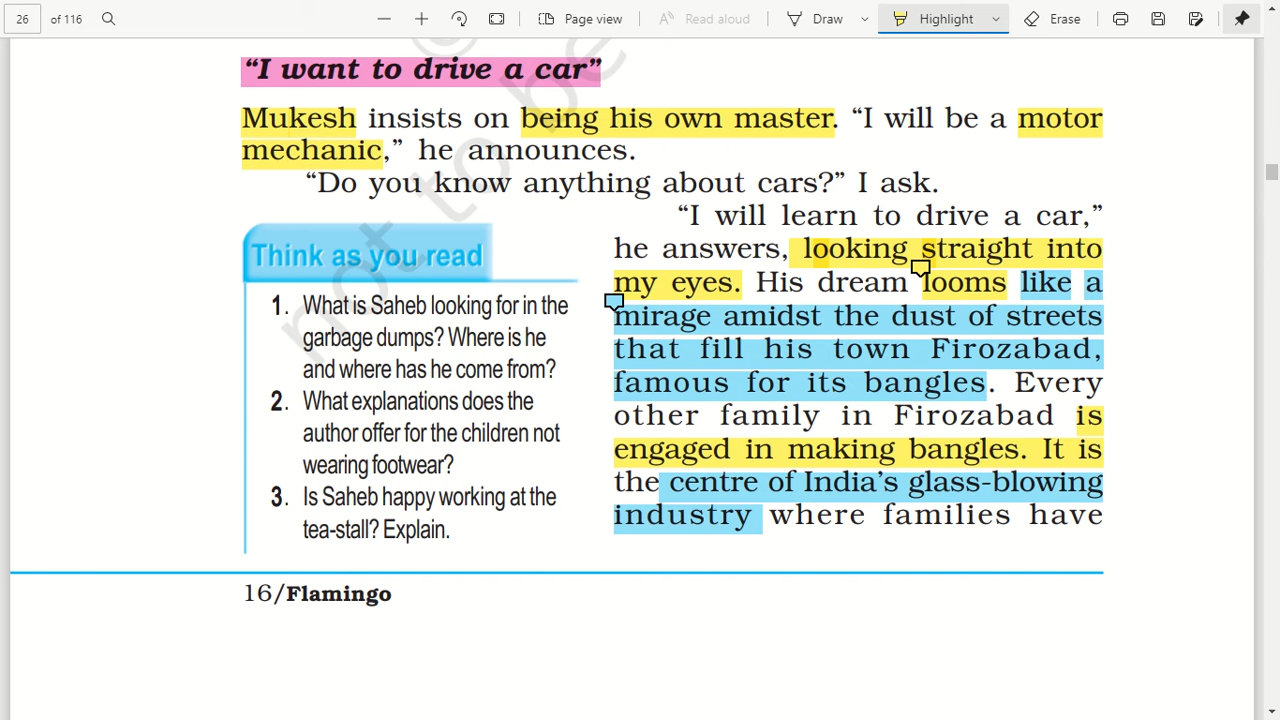 26 of 116 Page view Read aloud Draw Highlight Erase
“I want to drive a car”
Mukesh insists on being his own master. “I will be a motor
mechanic,” he announces.
“Do you know anything about cars?” I ask.
“I will learn to drive a car,”
he answers, looking straight into
my eyes. His dream looms like a
mirage amidst the dust of streets
that fill his town Firozabad,
famous for its bangles. Every
other family in Firozabad is
engaged in making bangles. It is
the centre of India’s glass-blowing
industry where families have
Think as you read
1. What is Saheb looking for in the
garbage dumps? Where is he
and where has he come from?
2. What explanations does the
author offer for the children not
wearing footwear?
3. Is Saheb happy working at the
tea-stall? Explain.
16/Flamingo
not to be